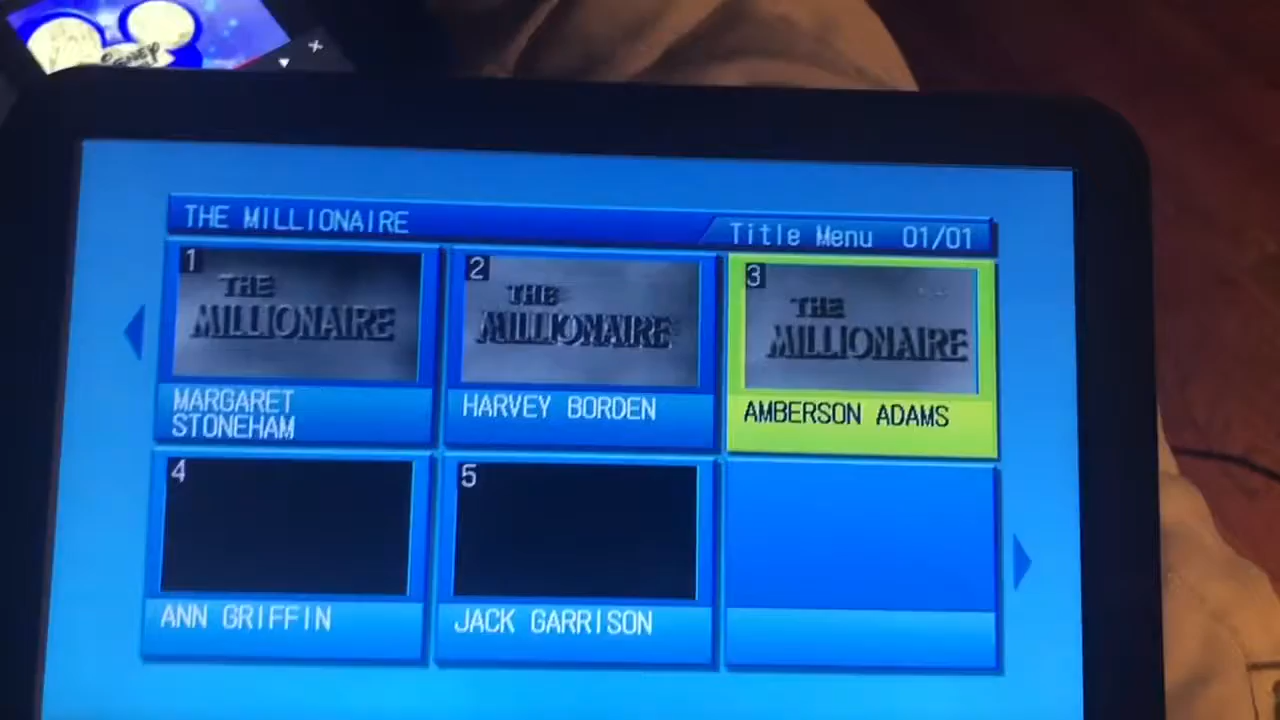 Disney
THE MILLIONAIRE
Title Menu 01/01
1
THE
MILLIONAIRE
MARGARET
STONEHAM
2
THE
MILLIONAIRE
HARVEY BORDEN
3
THE
MILLIONAIRE
AMBERSON ADAMS
4
ANN GRIFFIN
5
JACK GARRISON